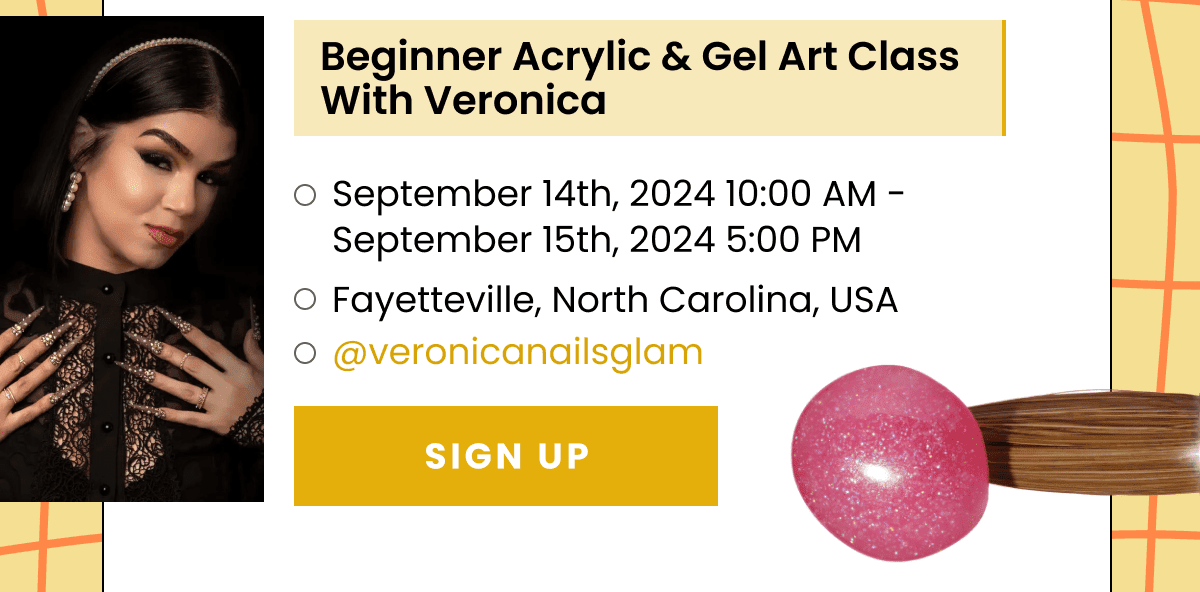 Beginner Acrylic & Gel Art Class
With Veronica
September 14th, 2024 10:00 AM -
September 15th, 2024 5:00 PM
Fayetteville, North Carolina, USA
@veronicanailsglam
SIGN UP